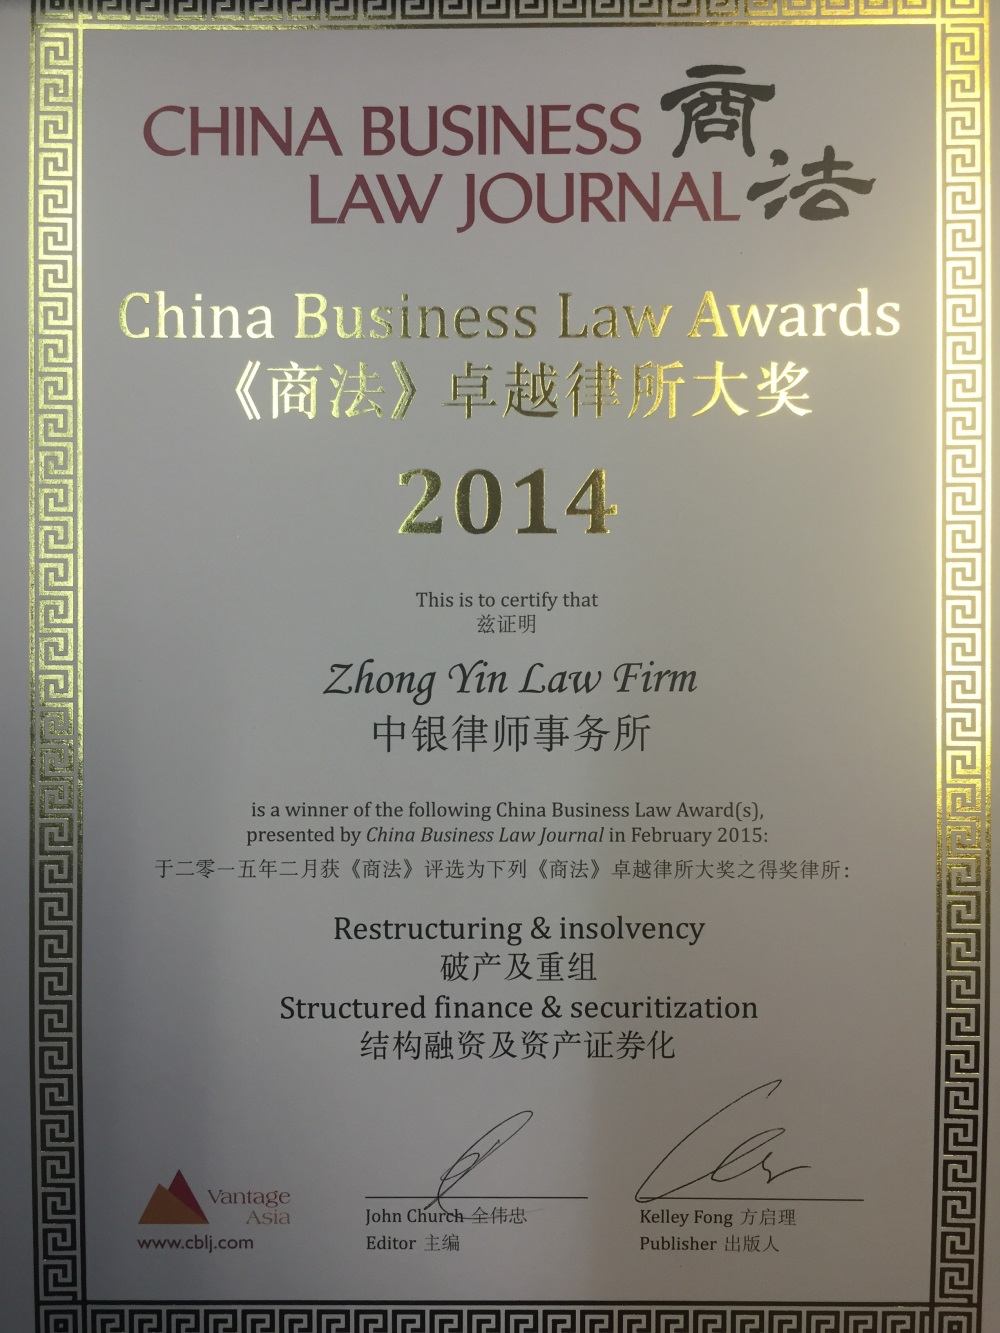 CHINA BUSINESS
LAW JOURNAL
商法
China Business Law Awards
《商法》卓越律所大奖
2014
This is to certify that
兹证明
Zhong Yin Law Firm
中银律师事务所
is a winner of the following China Business Law Award(s),
presented by China Business Law Journal in February 2015:
于二零一五年二月获《商法》评选为下列《商法》卓越律所大奖之得奖律所：
Restructuring & insolvency
破产及重组
Structured finance & securitization
结构融资及资产证券化
Vantage
Asia
www.cblj.com
John Church 全伟忠
Editor 主编
Kelley Fong 方启理
Publisher 出版人